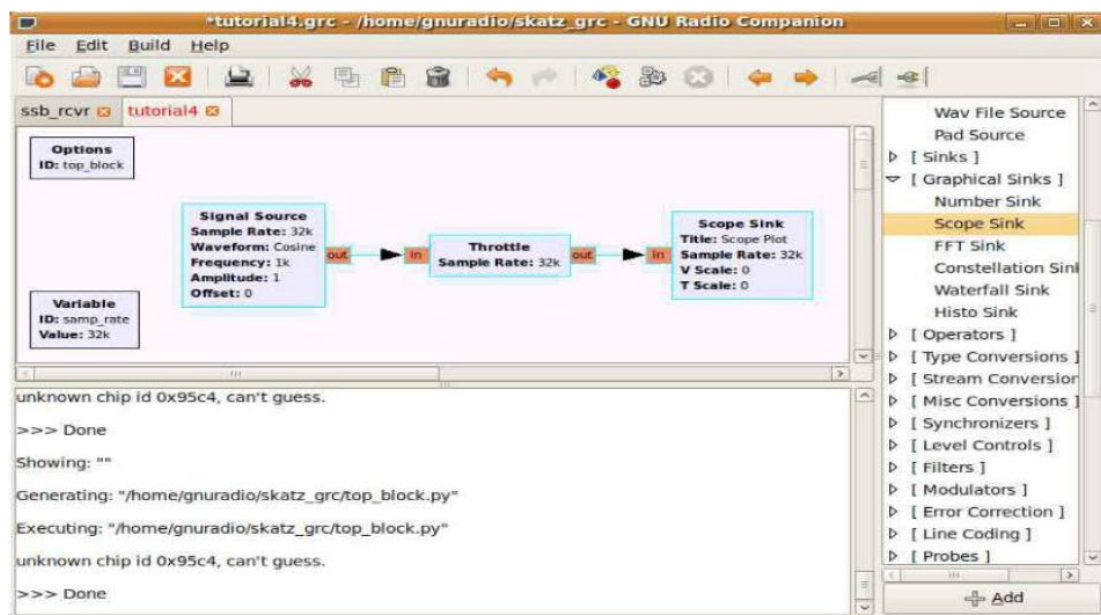 *tutorial4.grc - /home/gnuradio/skatz_grc - GNU Radio Companion
File Edit Build Help
ssb_rcvr tutorial4
Options
ID: top_block
Signal Source
Sample Rate: 32k
Waveform: Cosine
Frequency: 1k
Amplitude: 1
Offset: 0
out
in
Throttle
Sample Rate: 32k
out
in
Scope Sink
Title: Scope Plot
Sample Rate: 32k
V Scale: 0
T Scale: 0
Variable
ID: samp_rate
Value: 32k
unknown chip id 0x95c4, can't guess.
>>> Done
Showing: ""
Generating: "/home/gnuradio/skatz_grc/top_block.py"
Executing: "/home/gnuradio/skatz_grc/top_block.py"
unknown chip id 0x95c4, can't guess.
>>> Done
Wav File Source
Pad Source
[ Sinks ]
[ Graphical Sinks ]
Number Sink
Scope Sink
FFT Sink
Constellation Sink
Waterfall Sink
Histo Sink
[ Operators ]
[ Type Conversions ]
[ Stream Conversior
[ Misc Conversions ]
[ Synchronizers ]
[ Level Controls ]
[ Filters ]
[ Modulators ]
[ Error Correction ]
[ Line Coding ]
[ Probes ]
Add